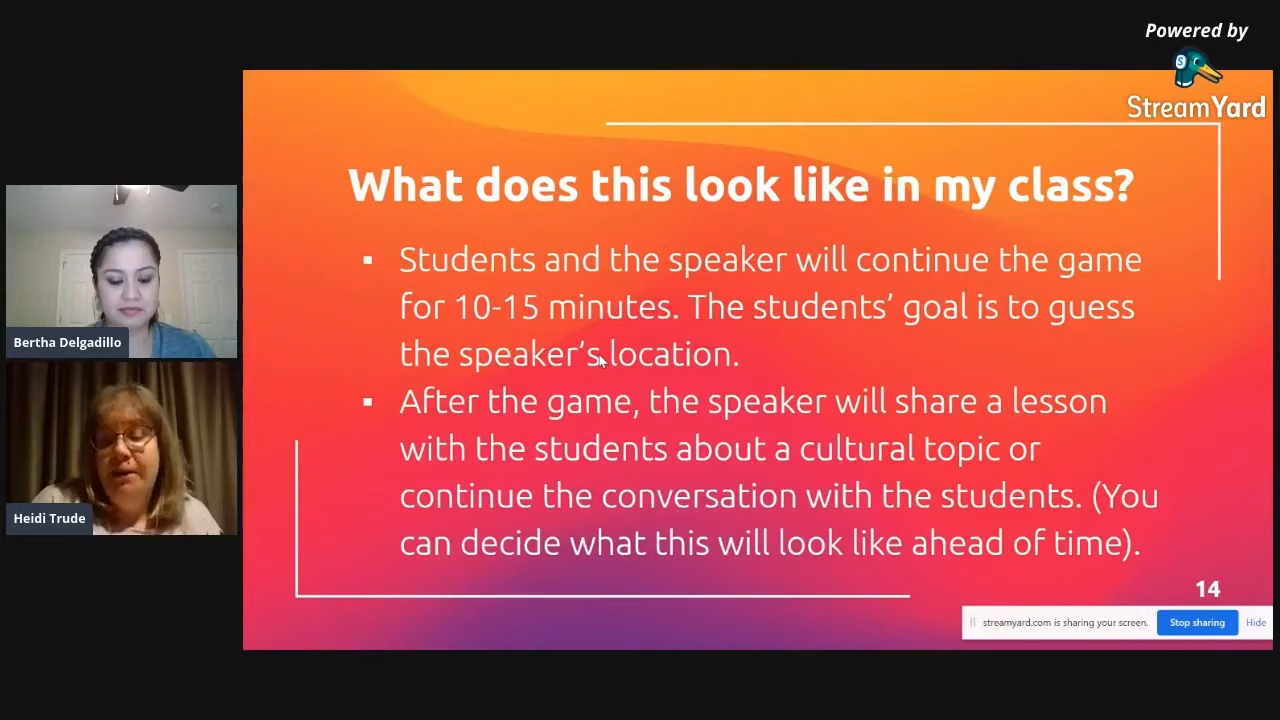 Powered by
StreamYard
What does this look like in my class?
▪ Students and the speaker will continue the game
for 10-15 minutes. The students’ goal is to guess
the speaker’s location.
▪ After the game, the speaker will share a lesson
with the students about a cultural topic or
continue the conversation with the students. (You
can decide what this will look like ahead of time).
14
streamyard.com is sharing your screen. Stop sharing Hide
Bertha Delgadillo
Heidi Trude